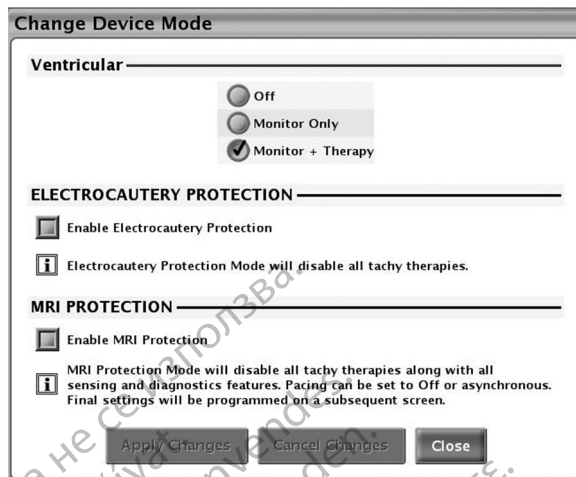 Change Device Mode
Ventricular
Off
Monitor Only
Monitor + Therapy
ELECTROCAUTERY PROTECTION
Enable Electrocautery Protection
i Electrocautery Protection Mode will disable all tachy therapies.
MRI PROTECTION
Enable MRI Protection
i MRI Protection Mode will disable all tachy therapies along with all
sensing and diagnostics features. Pacing can be set to Off or asynchronous.
Final settings will be programmed on a subsequent screen.
Apply Changes Cancel Changes Close
не се използва.